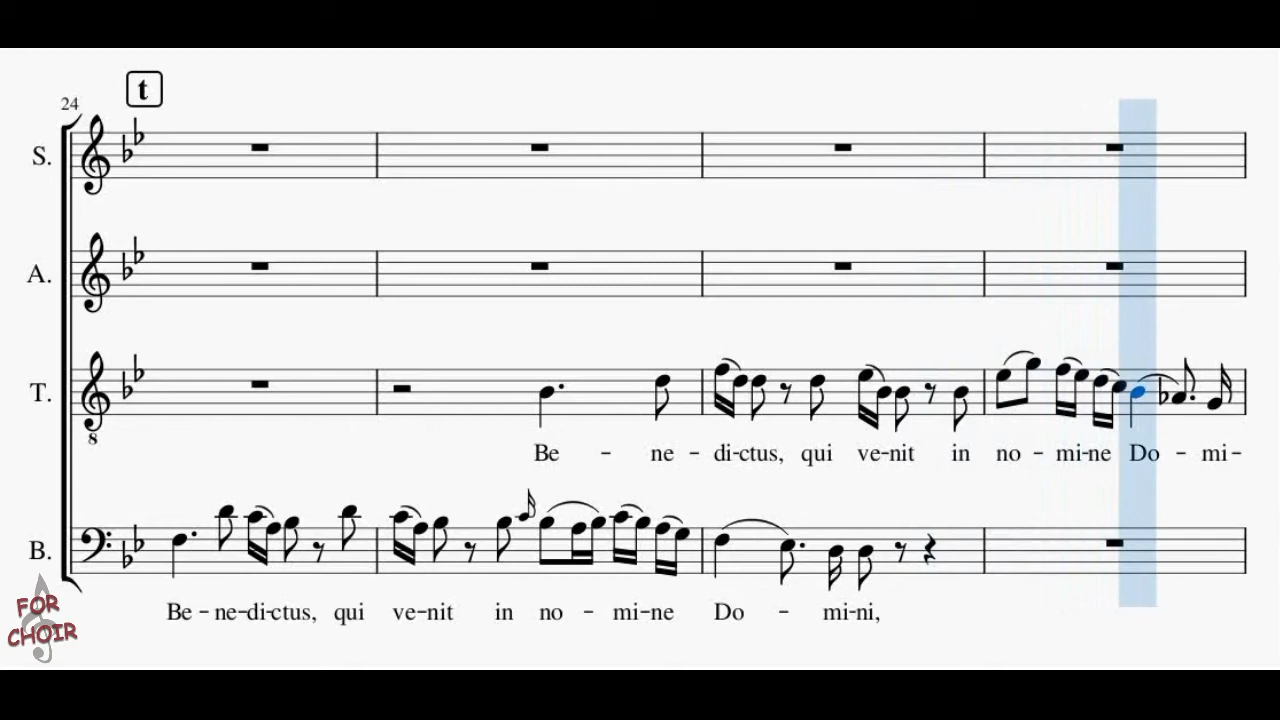 24
t
S.
A.
T.
8
Be - ne - di-ctus, qui ve-nit in no - mi-ne Do - mi-
B.
Be - ne-di-ctus, qui ve-nit in no - mi-ne Do - mi-ni,
FOR
CHOIR